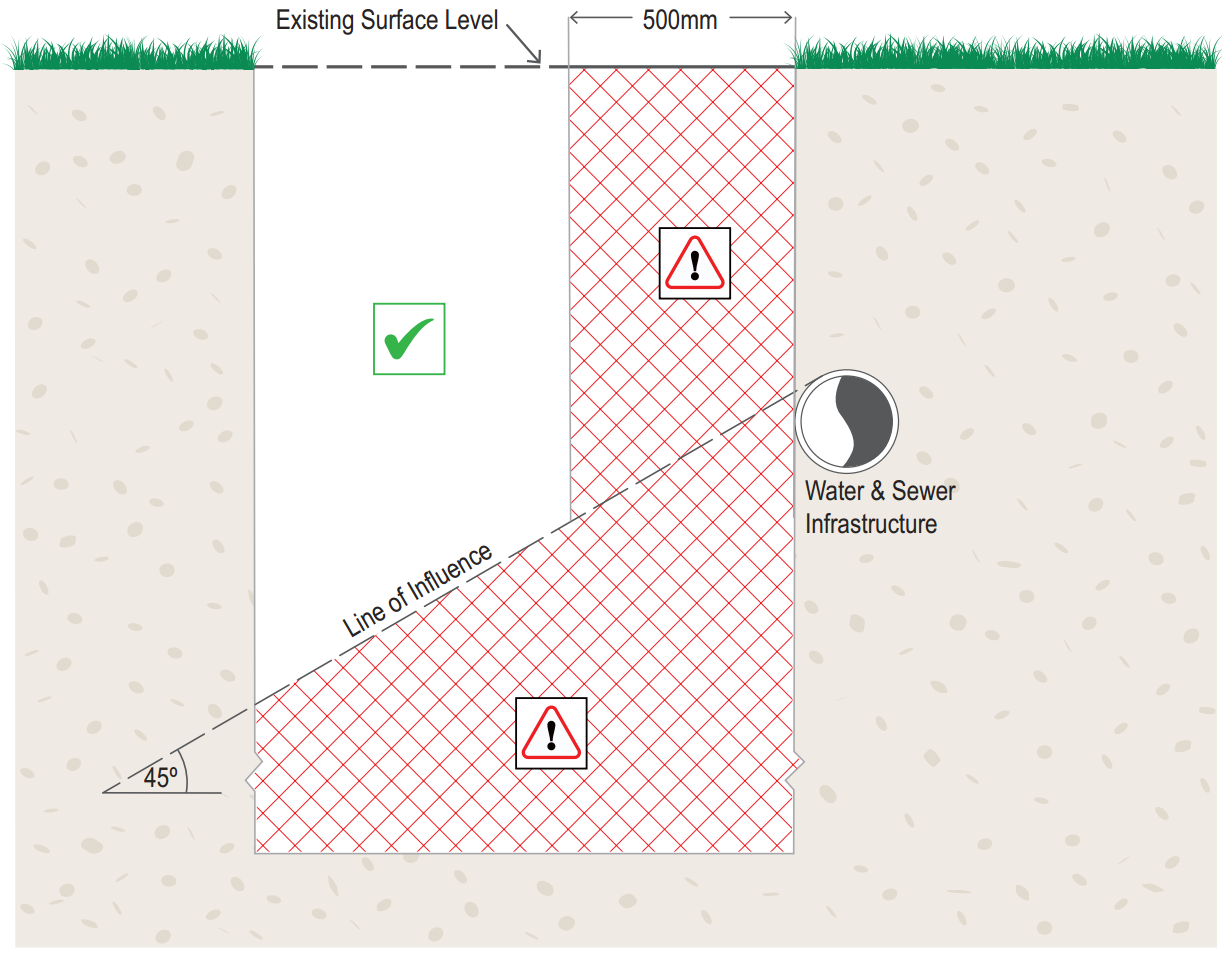 Existing Surface Level
500mm
Line of Influence
Water & Sewer
Infrastructure
45º